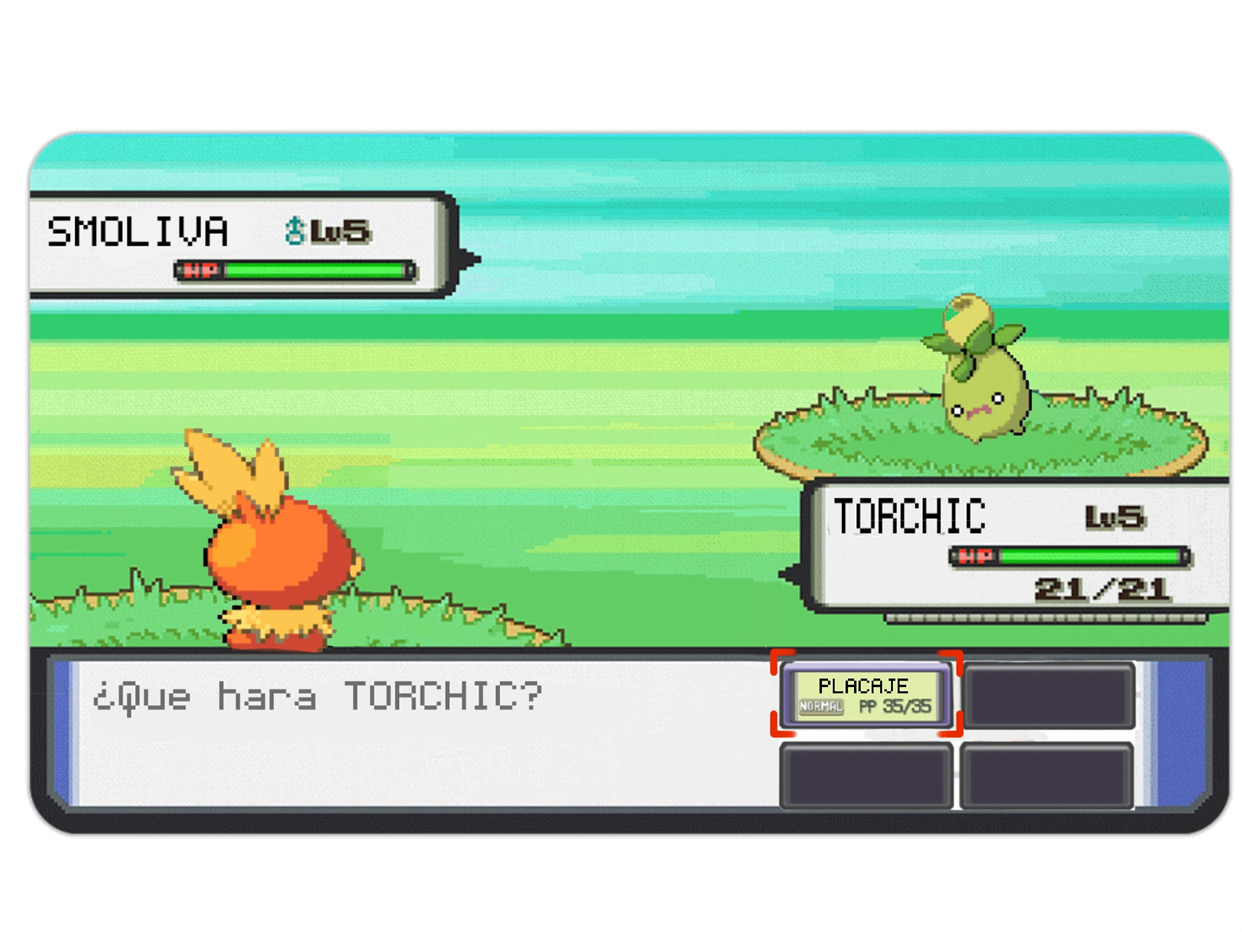 SMOLIVA ♂Lv5
HP
TORCHIC Lv5
HP
21/21
¿Que hara TORCHIC?
PLACAJE
NORMAL PP 35/35